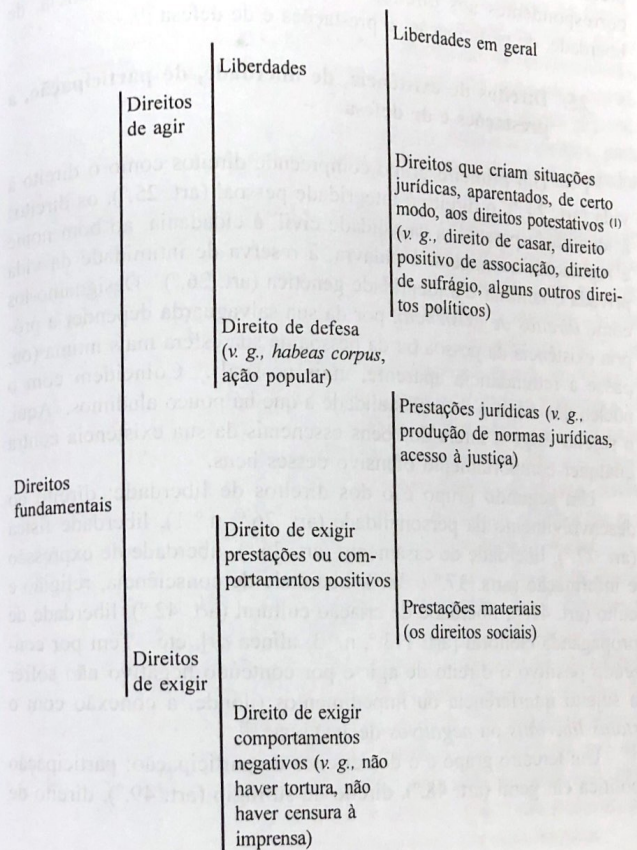 Liberdades em geral
Liberdades
Direitos
de agir
Direitos que criam situações
jurídicas, aparentados, de certo
modo, aos direitos potestativos (1)
(v. g., direito de casar, direito
positivo de associação, direito
de sufrágio, alguns outros direi-
tos políticos)
Direito de defesa
(v. g., habeas corpus,
ação popular)
Prestações jurídicas (v. g.,
produção de normas jurídicas,
acesso à justiça)
Direitos
fundamentais
Direito de exigir
prestações ou com-
portamentos positivos
Prestações materiais
(os direitos sociais)
Direitos
de exigir
Direito de exigir
comportamentos
negativos (v. g., não
haver tortura, não
haver censura à
imprensa)